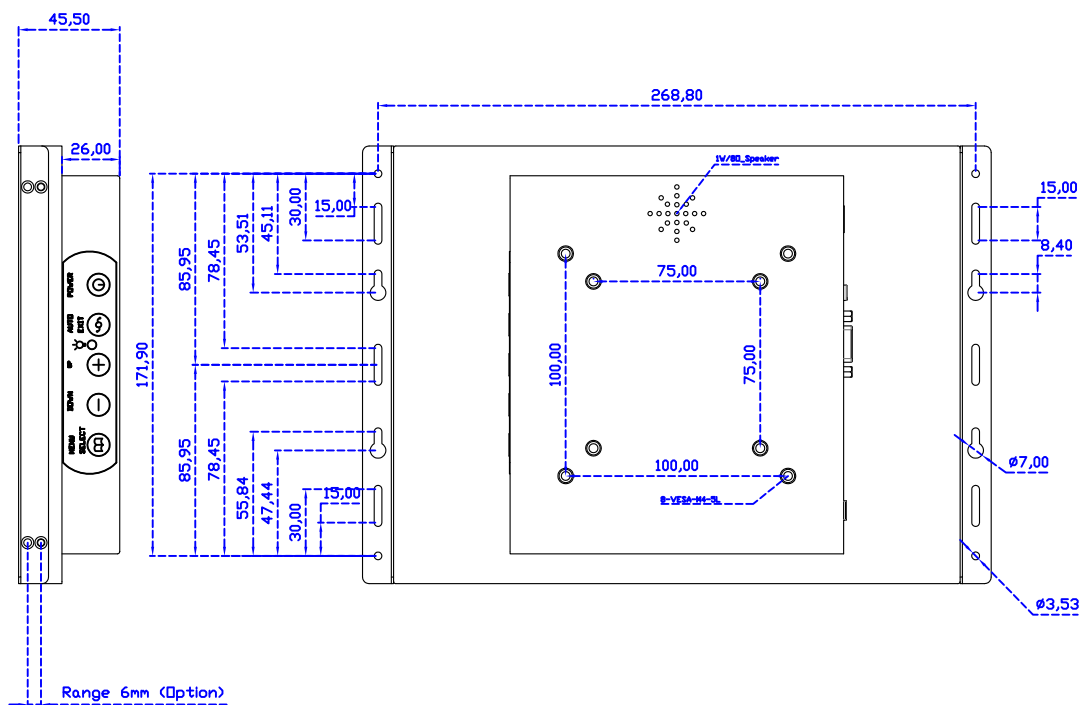 45,50
268,80
26,00
1W/8Ω_Speaker
15,00
30,00
45,11
53,51
78,45
85,95
171,90
15,00
8,40
75,00
100,00
75,00
POWER
AUTO
EXIT
UP
DOWN
MENU
SELECT
100,00
8-VESA-M4-5L
85,95
78,45
55,84
47,44
30,00
15,00
ø7,00
ø3,53
Range 6mm (Option)